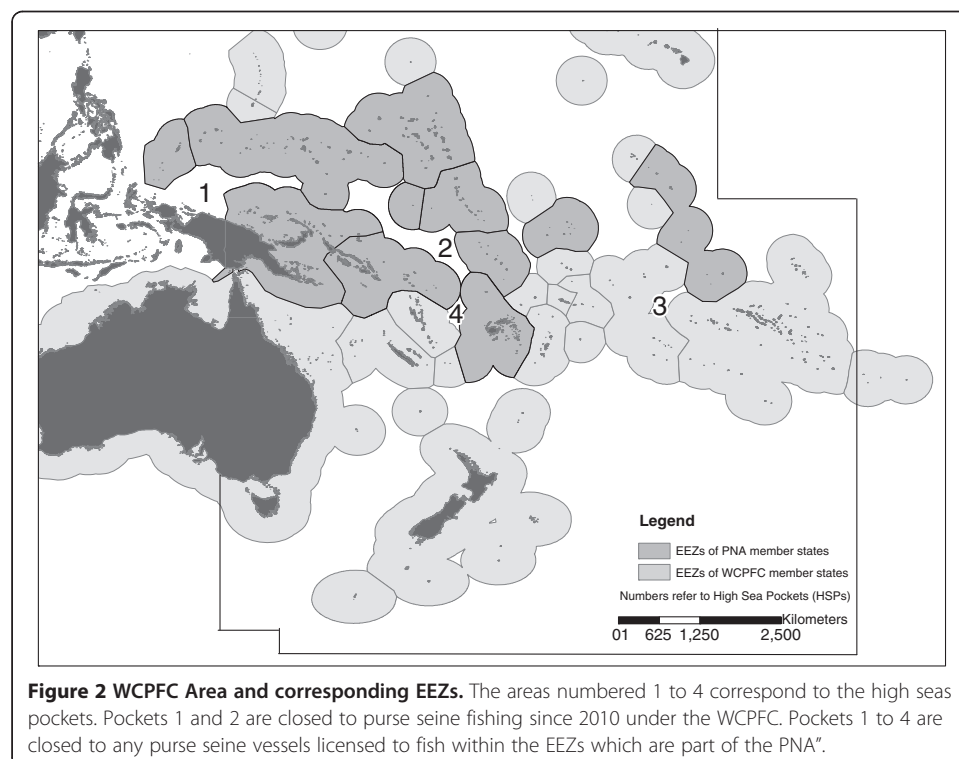 1
2
3
4
Legend
EEZs of PNA member states
EEZs of WCPFC member states
Numbers refer to High Sea Pockets (HSPs)
Kilometers
01 625 1,250 2,500
Figure 2 WCPFC Area and corresponding EEZs. The areas numbered 1 to 4 correspond to the high seas
pockets. Pockets 1 and 2 are closed to purse seine fishing since 2010 under the WCPFC. Pockets 1 to 4 are
closed to any purse seine vessels licensed to fish within the EEZs which are part of the PNA”.